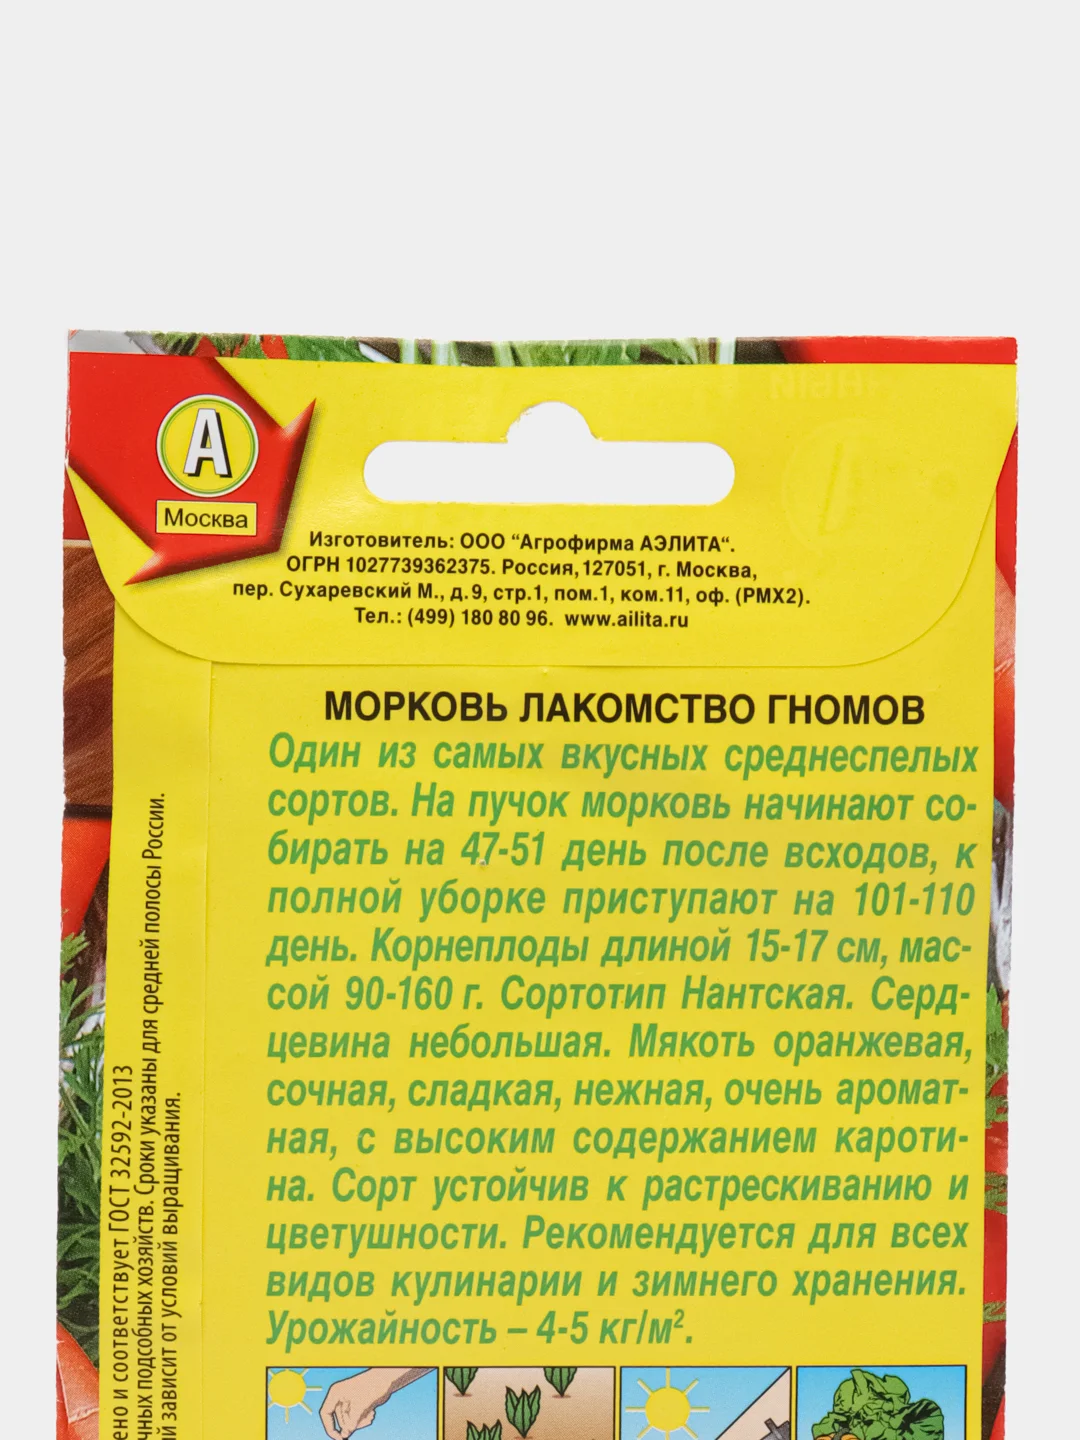 А
Москва
Изготовитель: ООО “Агрофирма АЭЛИТА“.
ОГРН 1027739362375. Россия, 127051, г. Москва,
пер. Сухаревский М., д. 9, стр.1, пом.1, ком.11, оф. (РМХ2).
Тел.: (499) 180 80 96. www.ailita.ru
МОРКОВЬ ЛАКОМСТВО ГНОМОВ
Один из самых вкусных среднеспелых
сортов. На пучок морковь начинают со-
бирать на 47-51 день после всходов, к
полной уборке приступают на 101-110
день. Корнеплоды длиной 15-17 см, мас-
сой 90-160 г. Сортотип Нантская. Серд-
цевина небольшая. Мякоть оранжевая,
сочная, сладкая, нежная, очень аромат-
ная, с высоким содержанием кароти-
на. Сорт устойчив к растрескиванию и
цветушности. Рекомендуется для всех
видов кулинарии и зимнего хранения.
Урожайность – 4-5 кг/м².
и соответствует ГОСТ 32592-2013
подсобных хозяйств. Сроки указаны для средней полосы России.
зависит от условий выращивания.